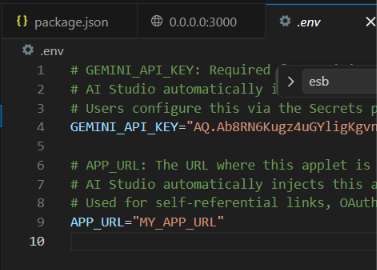 package.json
0.0.0.0:3000
.env
.env
1 # GEMINI_API_KEY: Required
esb
2 # AI Studio automatically
3 # Users configure this via the Secrets
4 GEMINI_API_KEY="AQ.Ab8RN6Kugz4uGYligKgvn
5
6 # APP_URL: The URL where this applet is
7 # AI Studio automatically injects this
8 # Used for self-referential links, OAuth
9 APP_URL="MY_APP_URL"
10